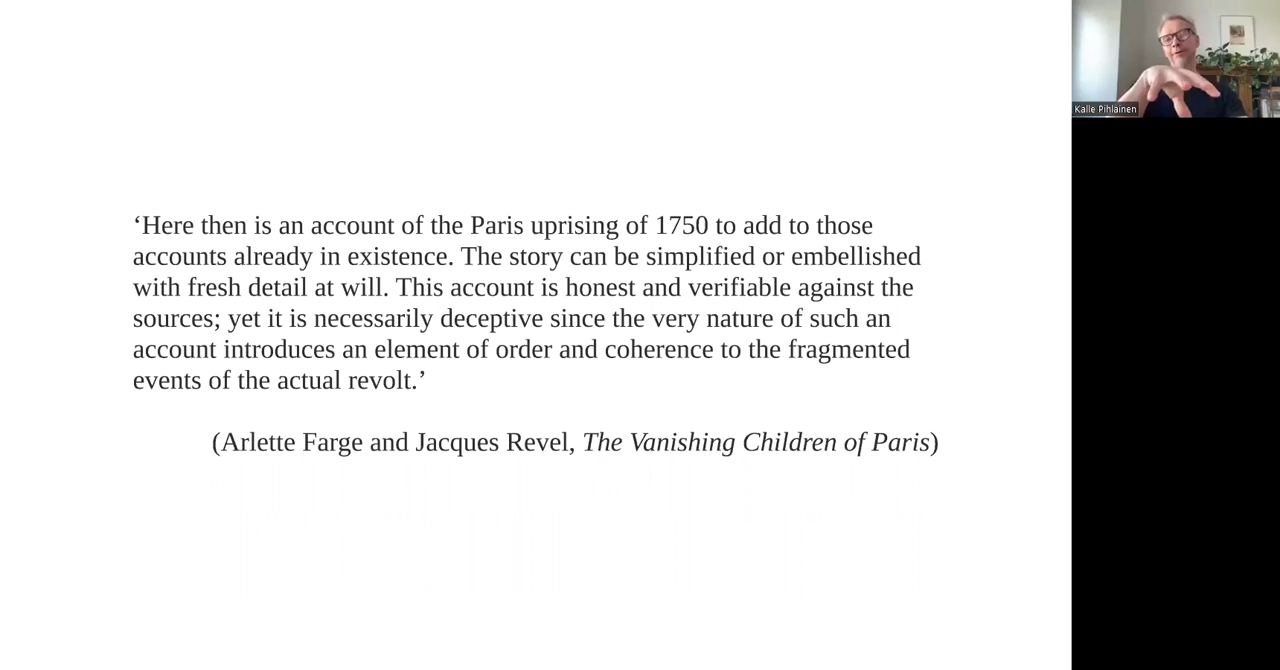 ‘Here then is an account of the Paris uprising of 1750 to add to those
accounts already in existence. The story can be simplified or embellished
with fresh detail at will. This account is honest and verifiable against the
sources; yet it is necessarily deceptive since the very nature of such an
account introduces an element of order and coherence to the fragmented
events of the actual revolt.’
(Arlette Farge and Jacques Revel, The Vanishing Children of Paris)
Kalle Pihlainen